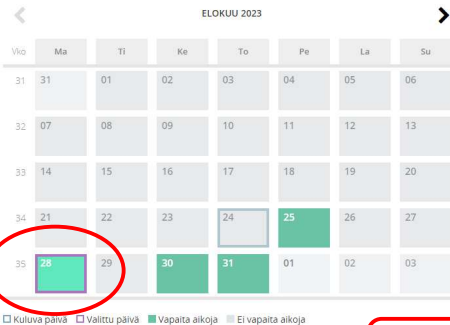 ELOKUU 2023
Vko Ma Ti Ke To Pe La Su
31 31 01 02 03 04 05 06
32 07 08 09 10 11 12 13
33 14 15 16 17 18 19 20
34 21 22 23 24 25 26 27
35 28 29 30 31 01 02 03
Kuluva päivä Valittu päivä Vapaita aikoja Ei vapaita aikoja